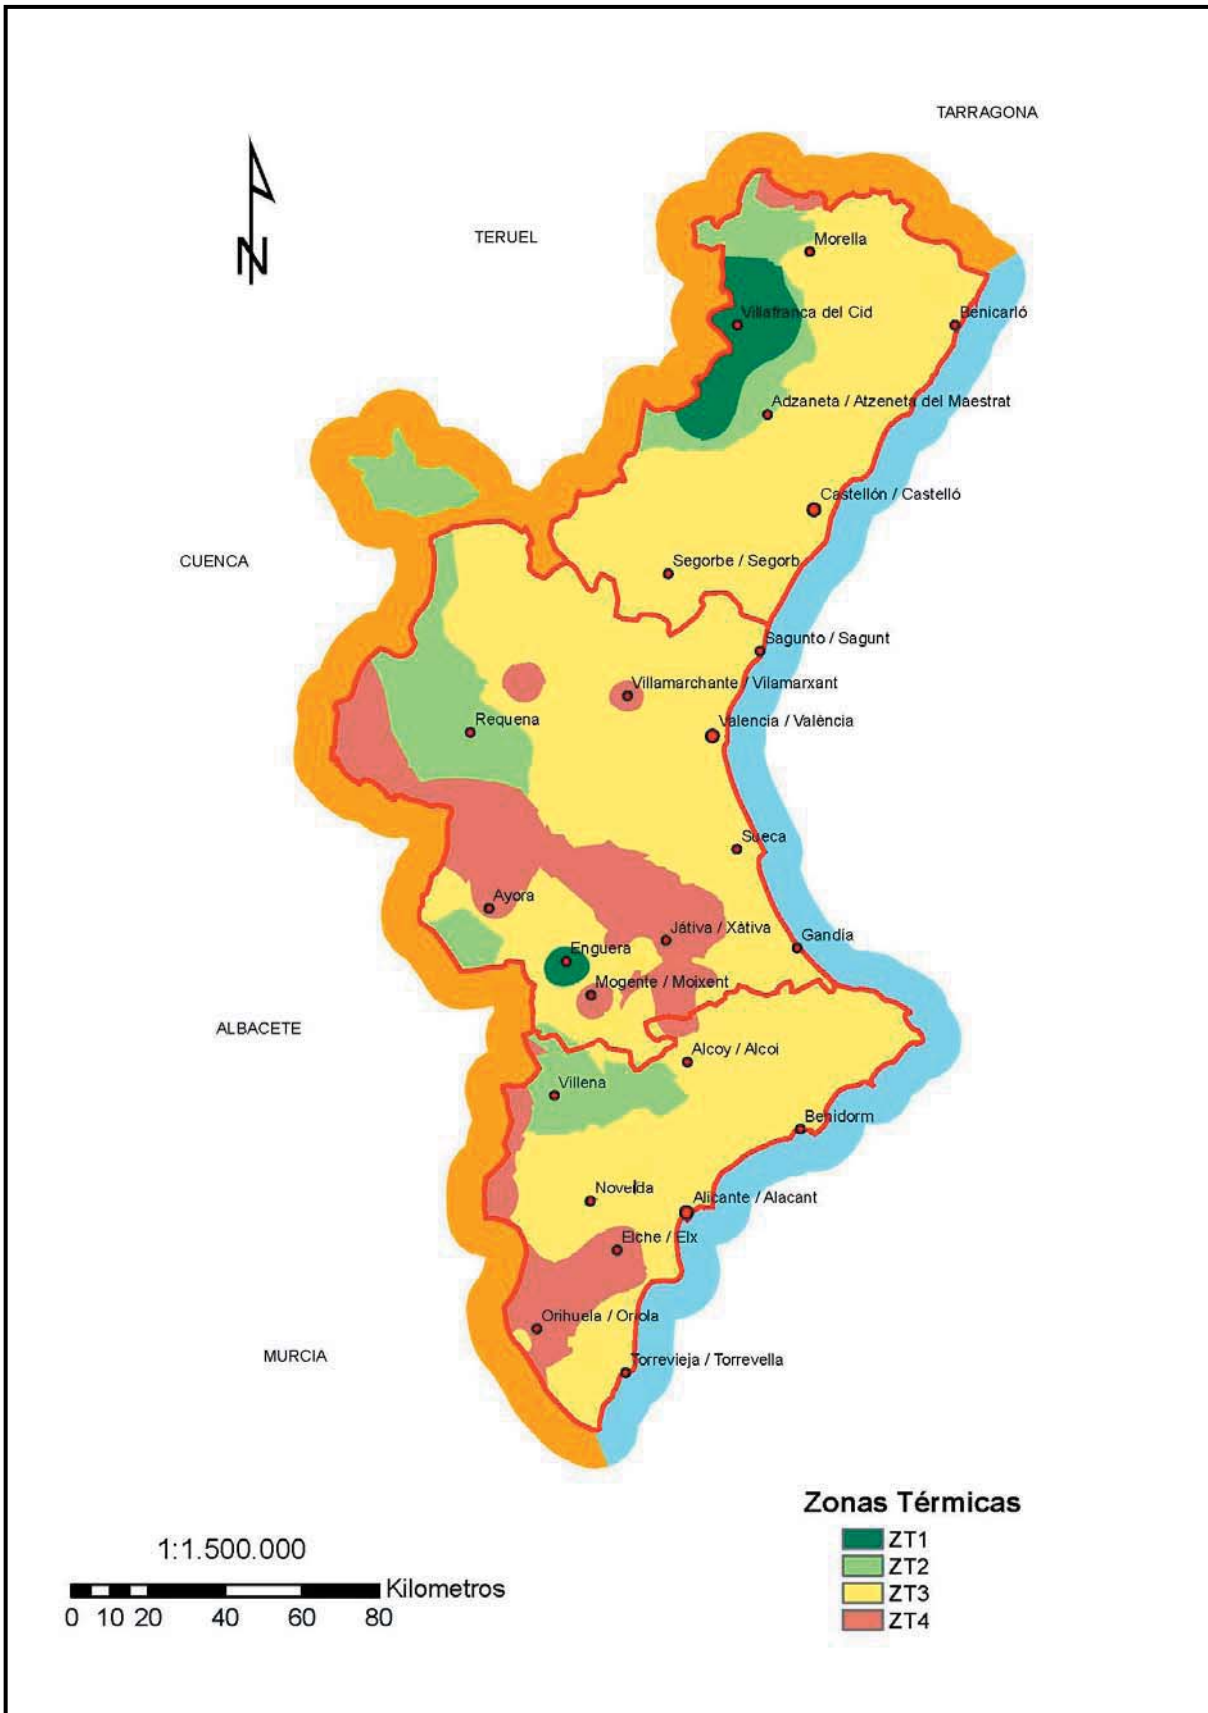 TARRAGONA
TERUEL
N
Morella
Villafranca del Cid
Benicarló
Adzaneta / Atzeneta del Maestrat
Castellón / Castelló
CUENCA
Segorbe / Segorb
Sagunto / Sagunt
Villamarchante / Vilamarxant
Requena
Valencia / València
Sueca
Ayora
Játiva / Xàtiva
Gandía
Enguera
Mogente / Moixent
ALBACETE
Alcoy / Alcoi
Villena
Benidorm
Novelda
Alicante / Alacant
Elche / Elx
Orihuela / Oriola
MURCIA
Torrevieja / Torrevella
Zonas Térmicas
ZT1
ZT2
ZT3
ZT4
1:1.500.000
Kilometros
0 10 20 40 60 80